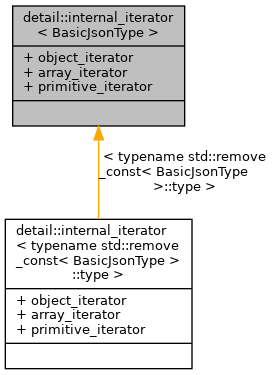 detail::internal_iterator
< BasicJsonType >
+ object_iterator
+ array_iterator
+ primitive_iterator
< typename std::remove
_const< BasicJsonType
>::type >
detail::internal_iterator
< typename std::remove
_const< BasicJsonType >
::type >
+ object_iterator
+ array_iterator
+ primitive_iterator